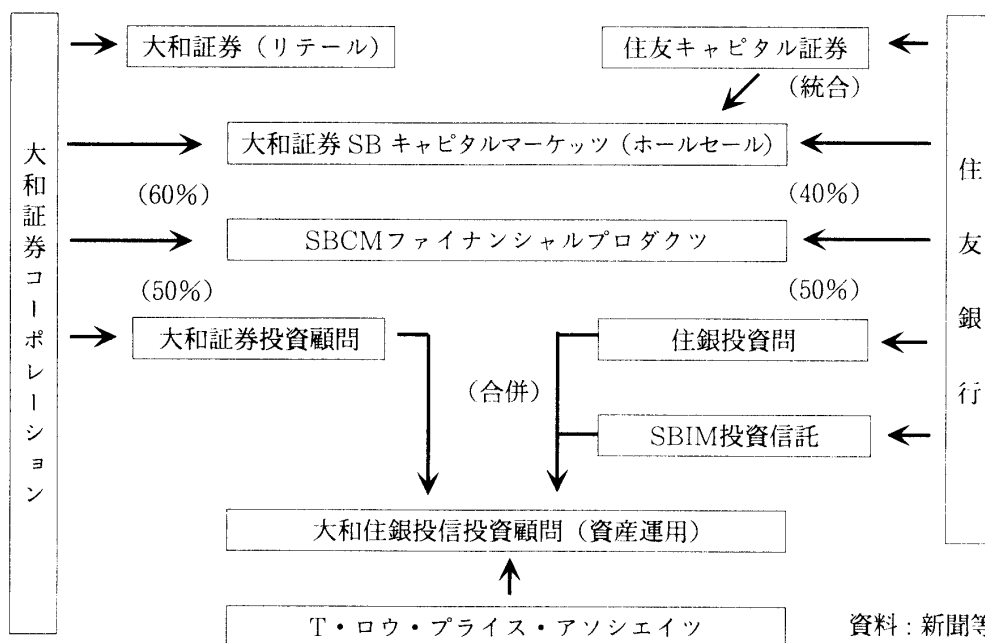 大和証券コーポレーション
大和証券（リテール）
住友キャピタル証券
（統合）
大和証券 SB キャピタルマーケッツ（ホールセール）
（60％）
（40％）
SBCMファイナンシャルプロダクツ
（50％）
（50％）
大和証券投資顧問
住銀投資問
（合併）
SBIM投資信託
大和住銀投信投資顧問（資産運用）
T・ロウ・プライス・アソシエイツ
住友銀行
資料：新聞等